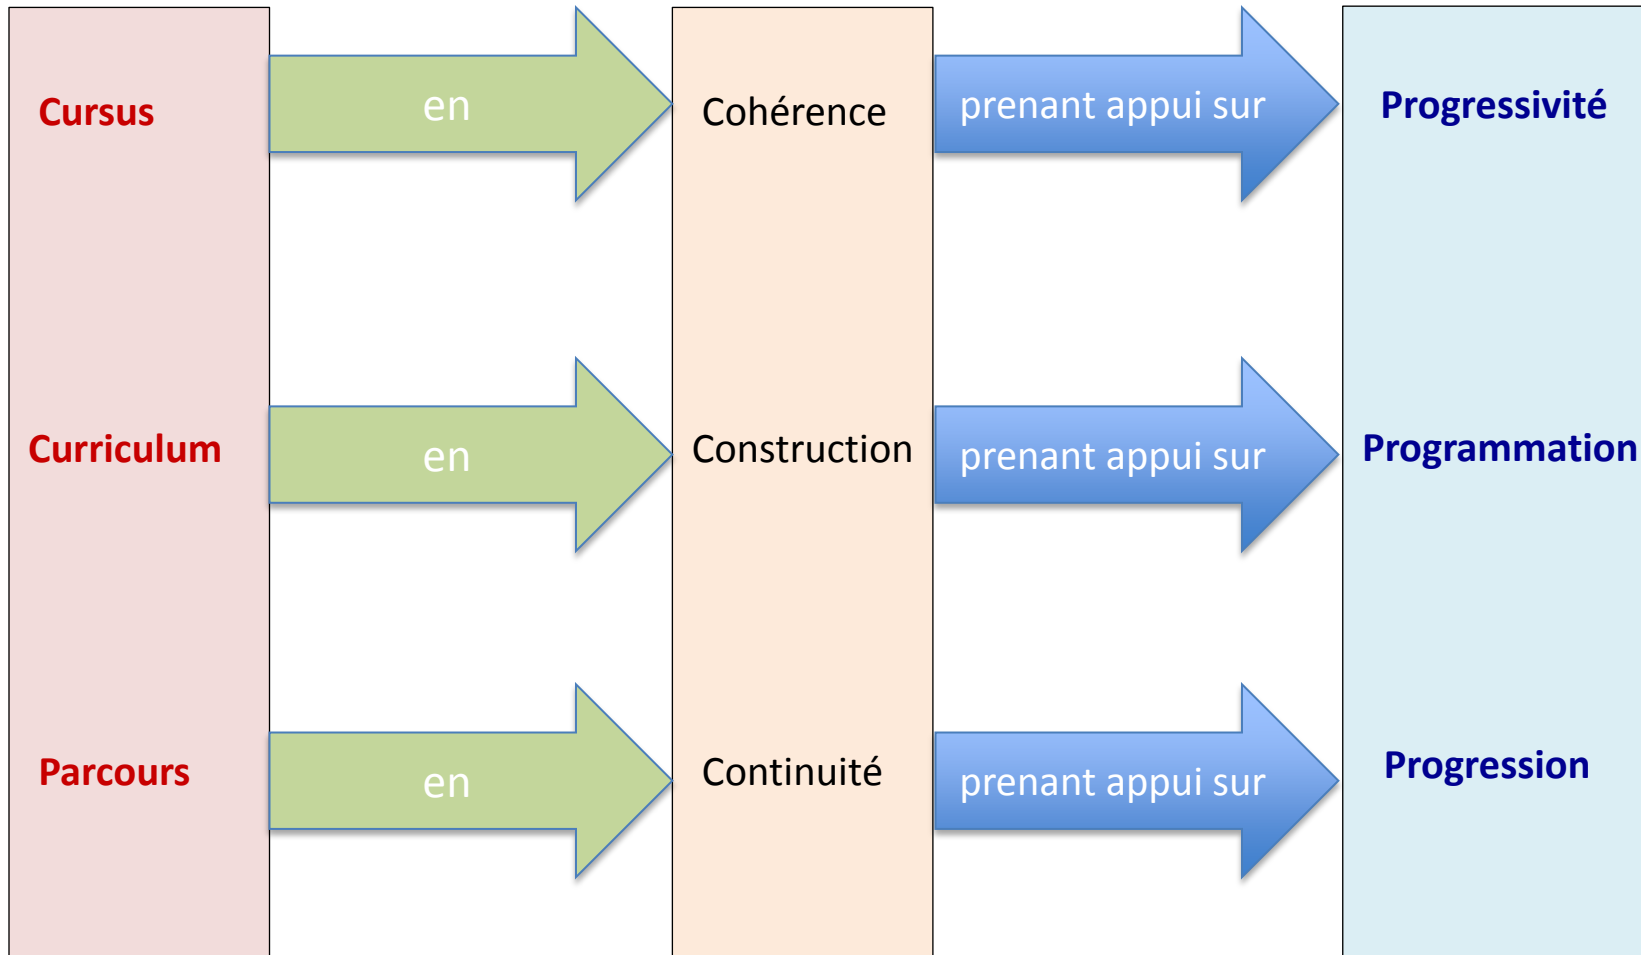 Cursus en Cohérence prenant appui sur Progressivité
Curriculum en Construction prenant appui sur Programmation
Parcours en Continuité prenant appui sur Progression